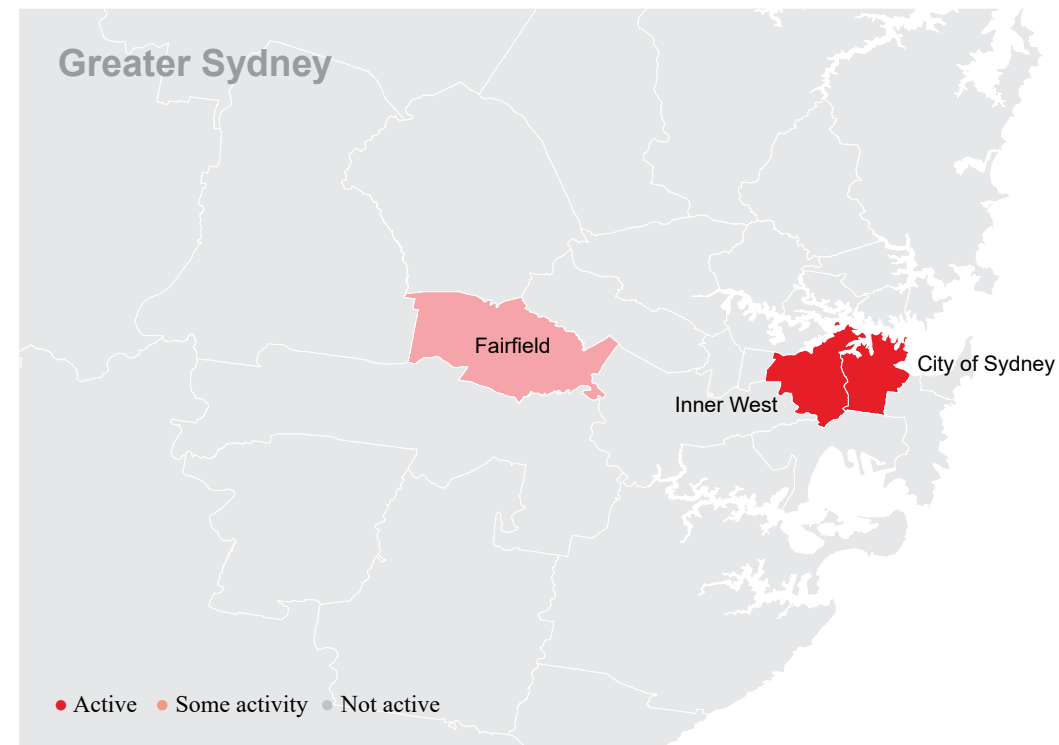 Greater Sydney
Fairfield
City of Sydney
Inner West
Active Some activity Not active